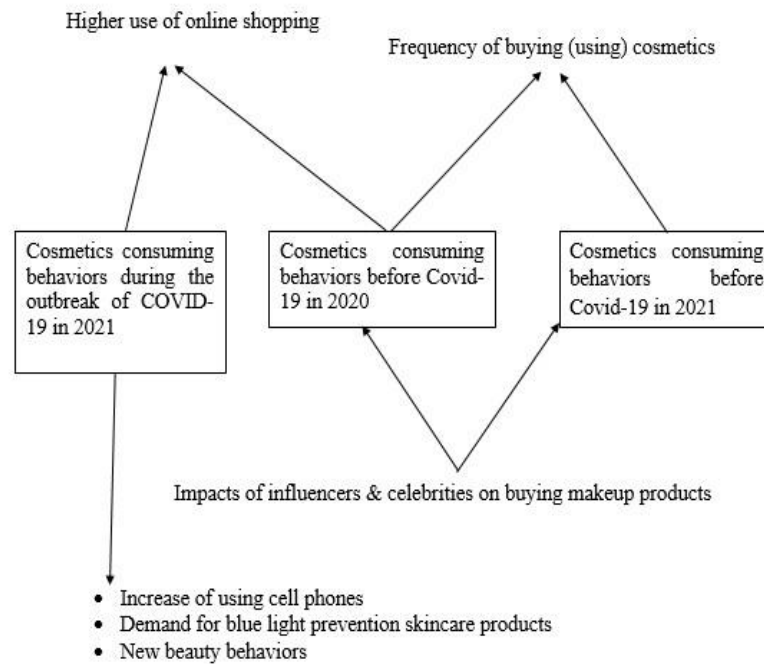 Higher use of online shopping
Frequency of buying (using) cosmetics
Cosmetics consuming
behaviors during the
outbreak of COVID-
19 in 2021
Cosmetics consuming
behaviors before Covid-
19 in 2020
Cosmetics consuming
behaviors before
Covid-19 in 2021
Impacts of influencers & celebrities on buying makeup products
• Increase of using cell phones
• Demand for blue light prevention skincare products
• New beauty behaviors